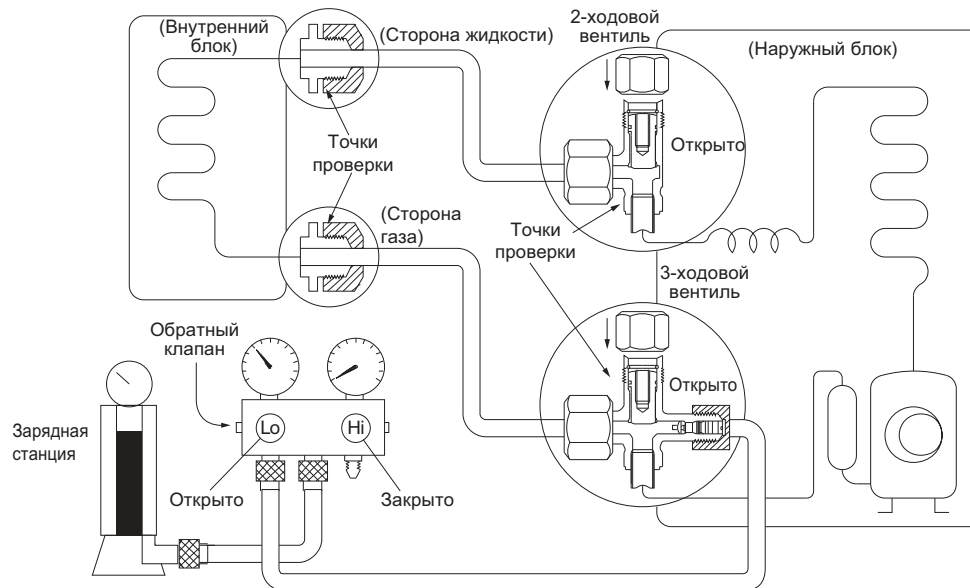 (Внутренний
блок)
(Сторона жидкости)
2-ходовой
вентиль
(Наружный блок)
Открыто
Точки
проверки
(Сторона
газа)
Точки
проверки
3-ходовой
вентиль
Обратный
клапан
Открыто
Зарядная
станция
Lo
Hi
Открыто
Закрыто